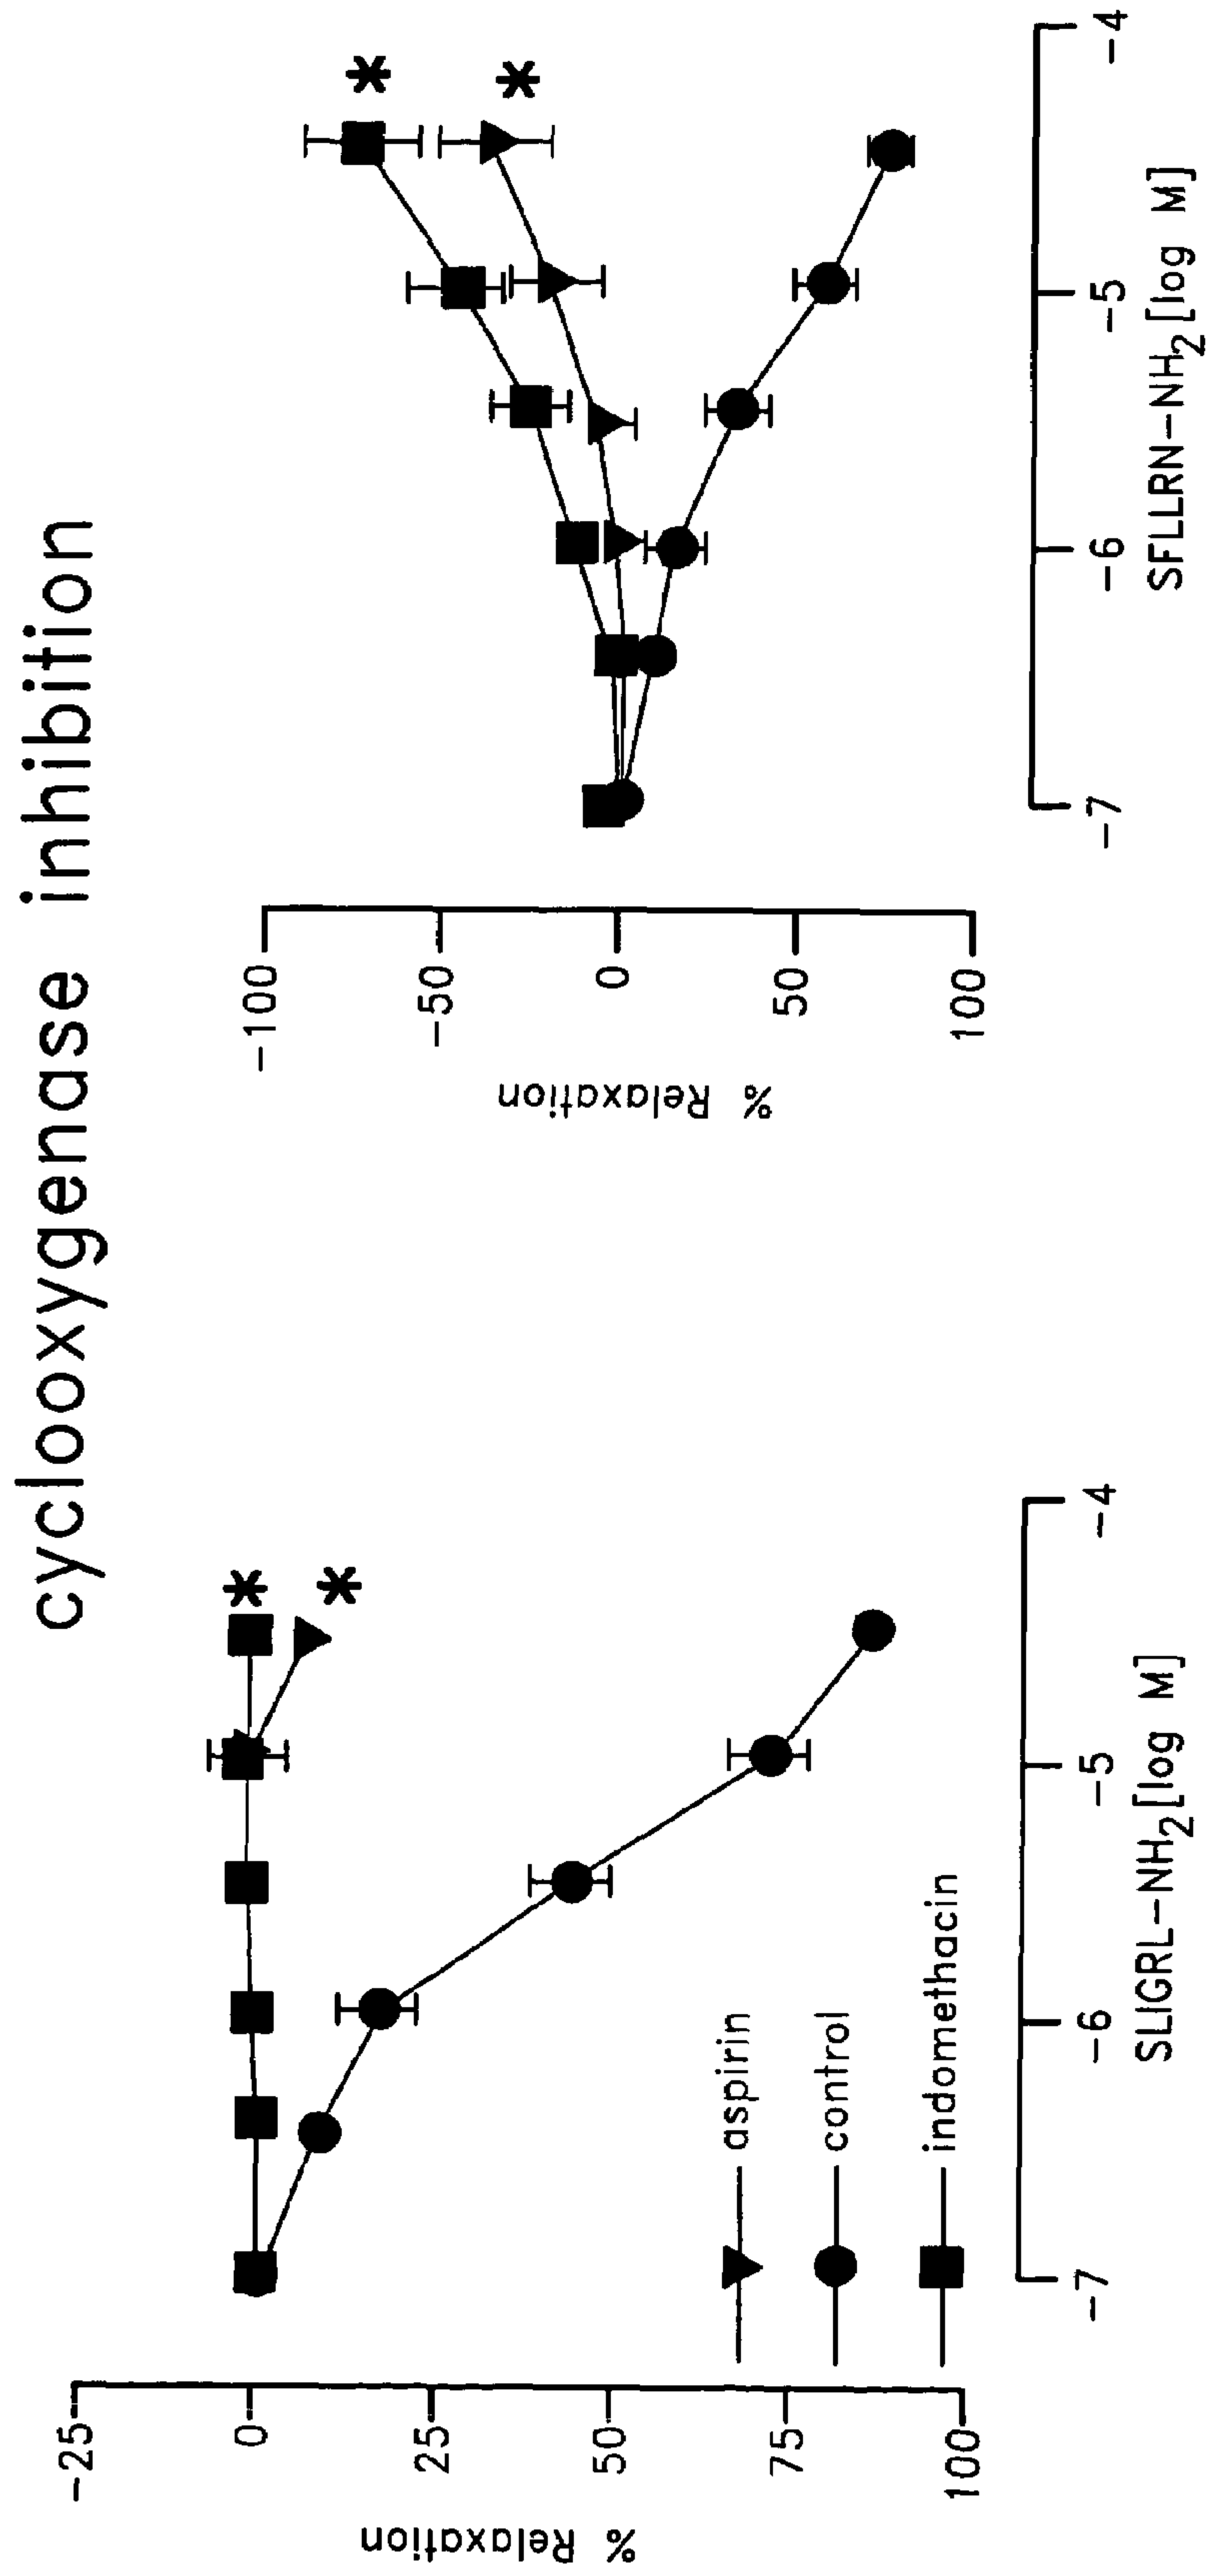 cyclooxygenase inhibition
% Relaxation
-25
0
25
50
75
100
aspirin
control
indomethacin
*
*
-7
-6
-5
-4
SLIGRL-NH2[log M]
% Relaxation
-100
-50
0
50
100
*
*
-7
-6
-5
-4
SFLLRN-NH2[log M]